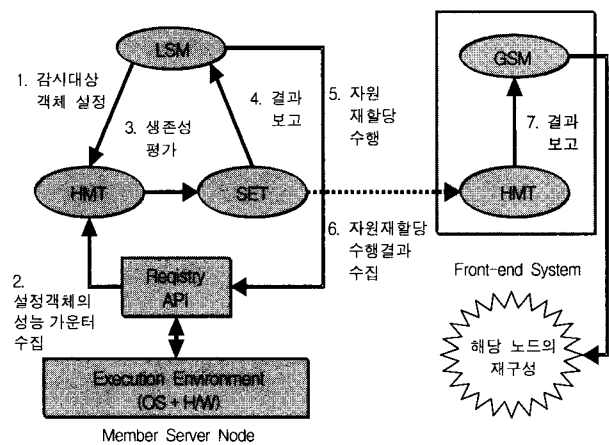 LSM
1. 감시대상
객체 설정
3. 생존성
평가
4. 결과
보고
5. 자원
재할당
수행
HMT
SET
2.
설정객체의
성능 카운터
수집
Registry
API
6. 자원재할당
수행결과
수집
Execution Environment
(OS + H/W)
Member Server Node
GSM
7. 결과
보고
HMT
Front-end System
해당 노드의
재구성